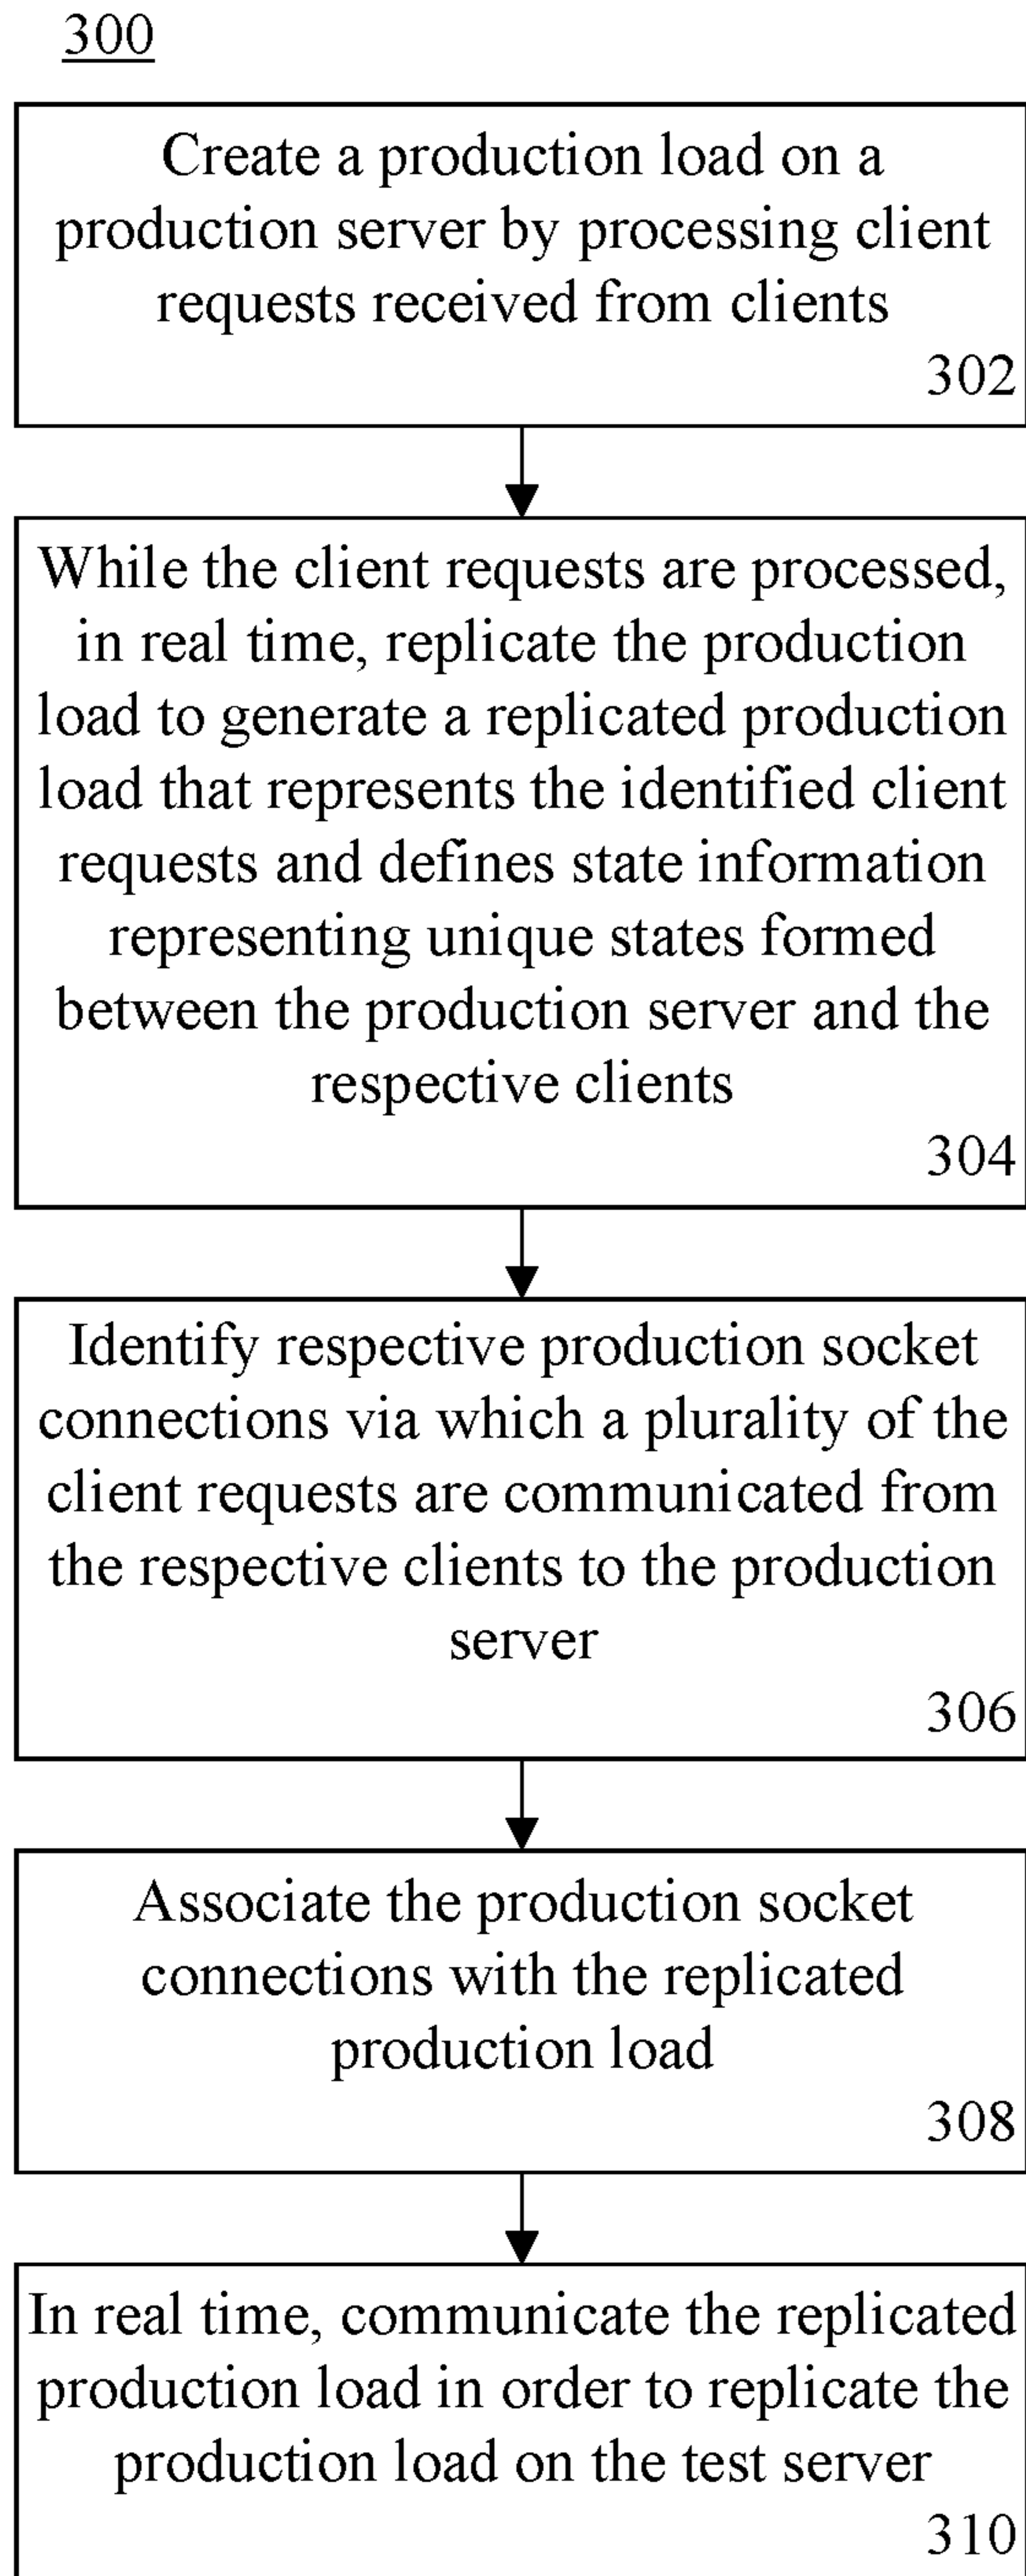 300
Create a production load on a
production server by processing client
requests received from clients
302
While the client requests are processed,
in real time, replicate the production
load to generate a replicated production
load that represents the identified client
requests and defines state information
representing unique states formed
between the production server and the
respective clients
304
Identify respective production socket
connections via which a plurality of the
client requests are communicated from
the respective clients to the production
server
306
Associate the production socket
connections with the replicated
production load
308
In real time, communicate the replicated
production load in order to replicate the
production load on the test server
310